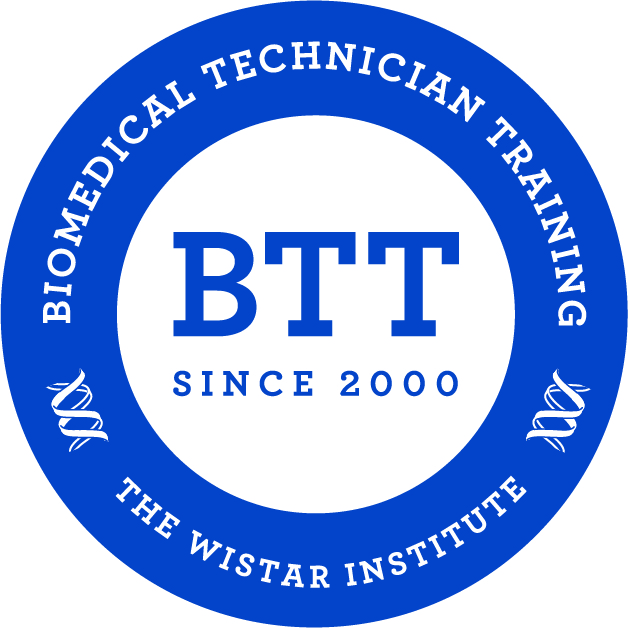 BIOMEDICAL TECHNICIAN TRAINING
BTT
SINCE 2000
THE WISTAR INSTITUTE